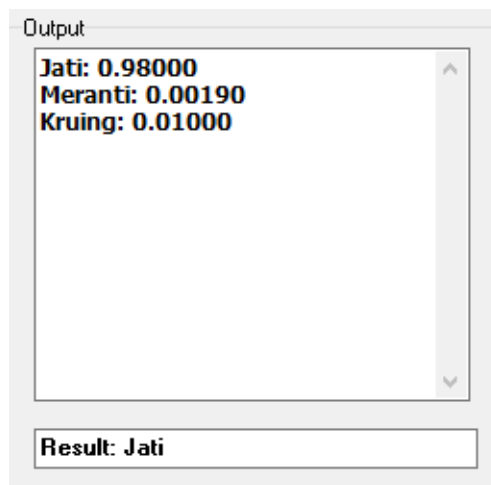 Output
Jati: 0.98000
Meranti: 0.00190
Kruing: 0.01000
Result: Jati